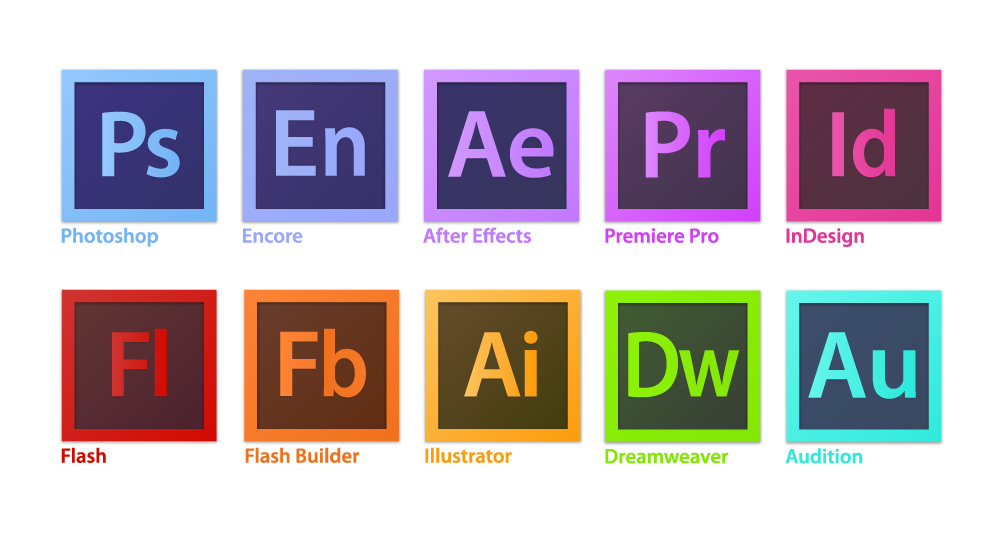 Ps En Ae Pr Id
Photoshop Encore After Effects Premiere Pro InDesign
Fl Fb Ai Dw Au
Flash Flash Builder Illustrator Dreamweaver Audition